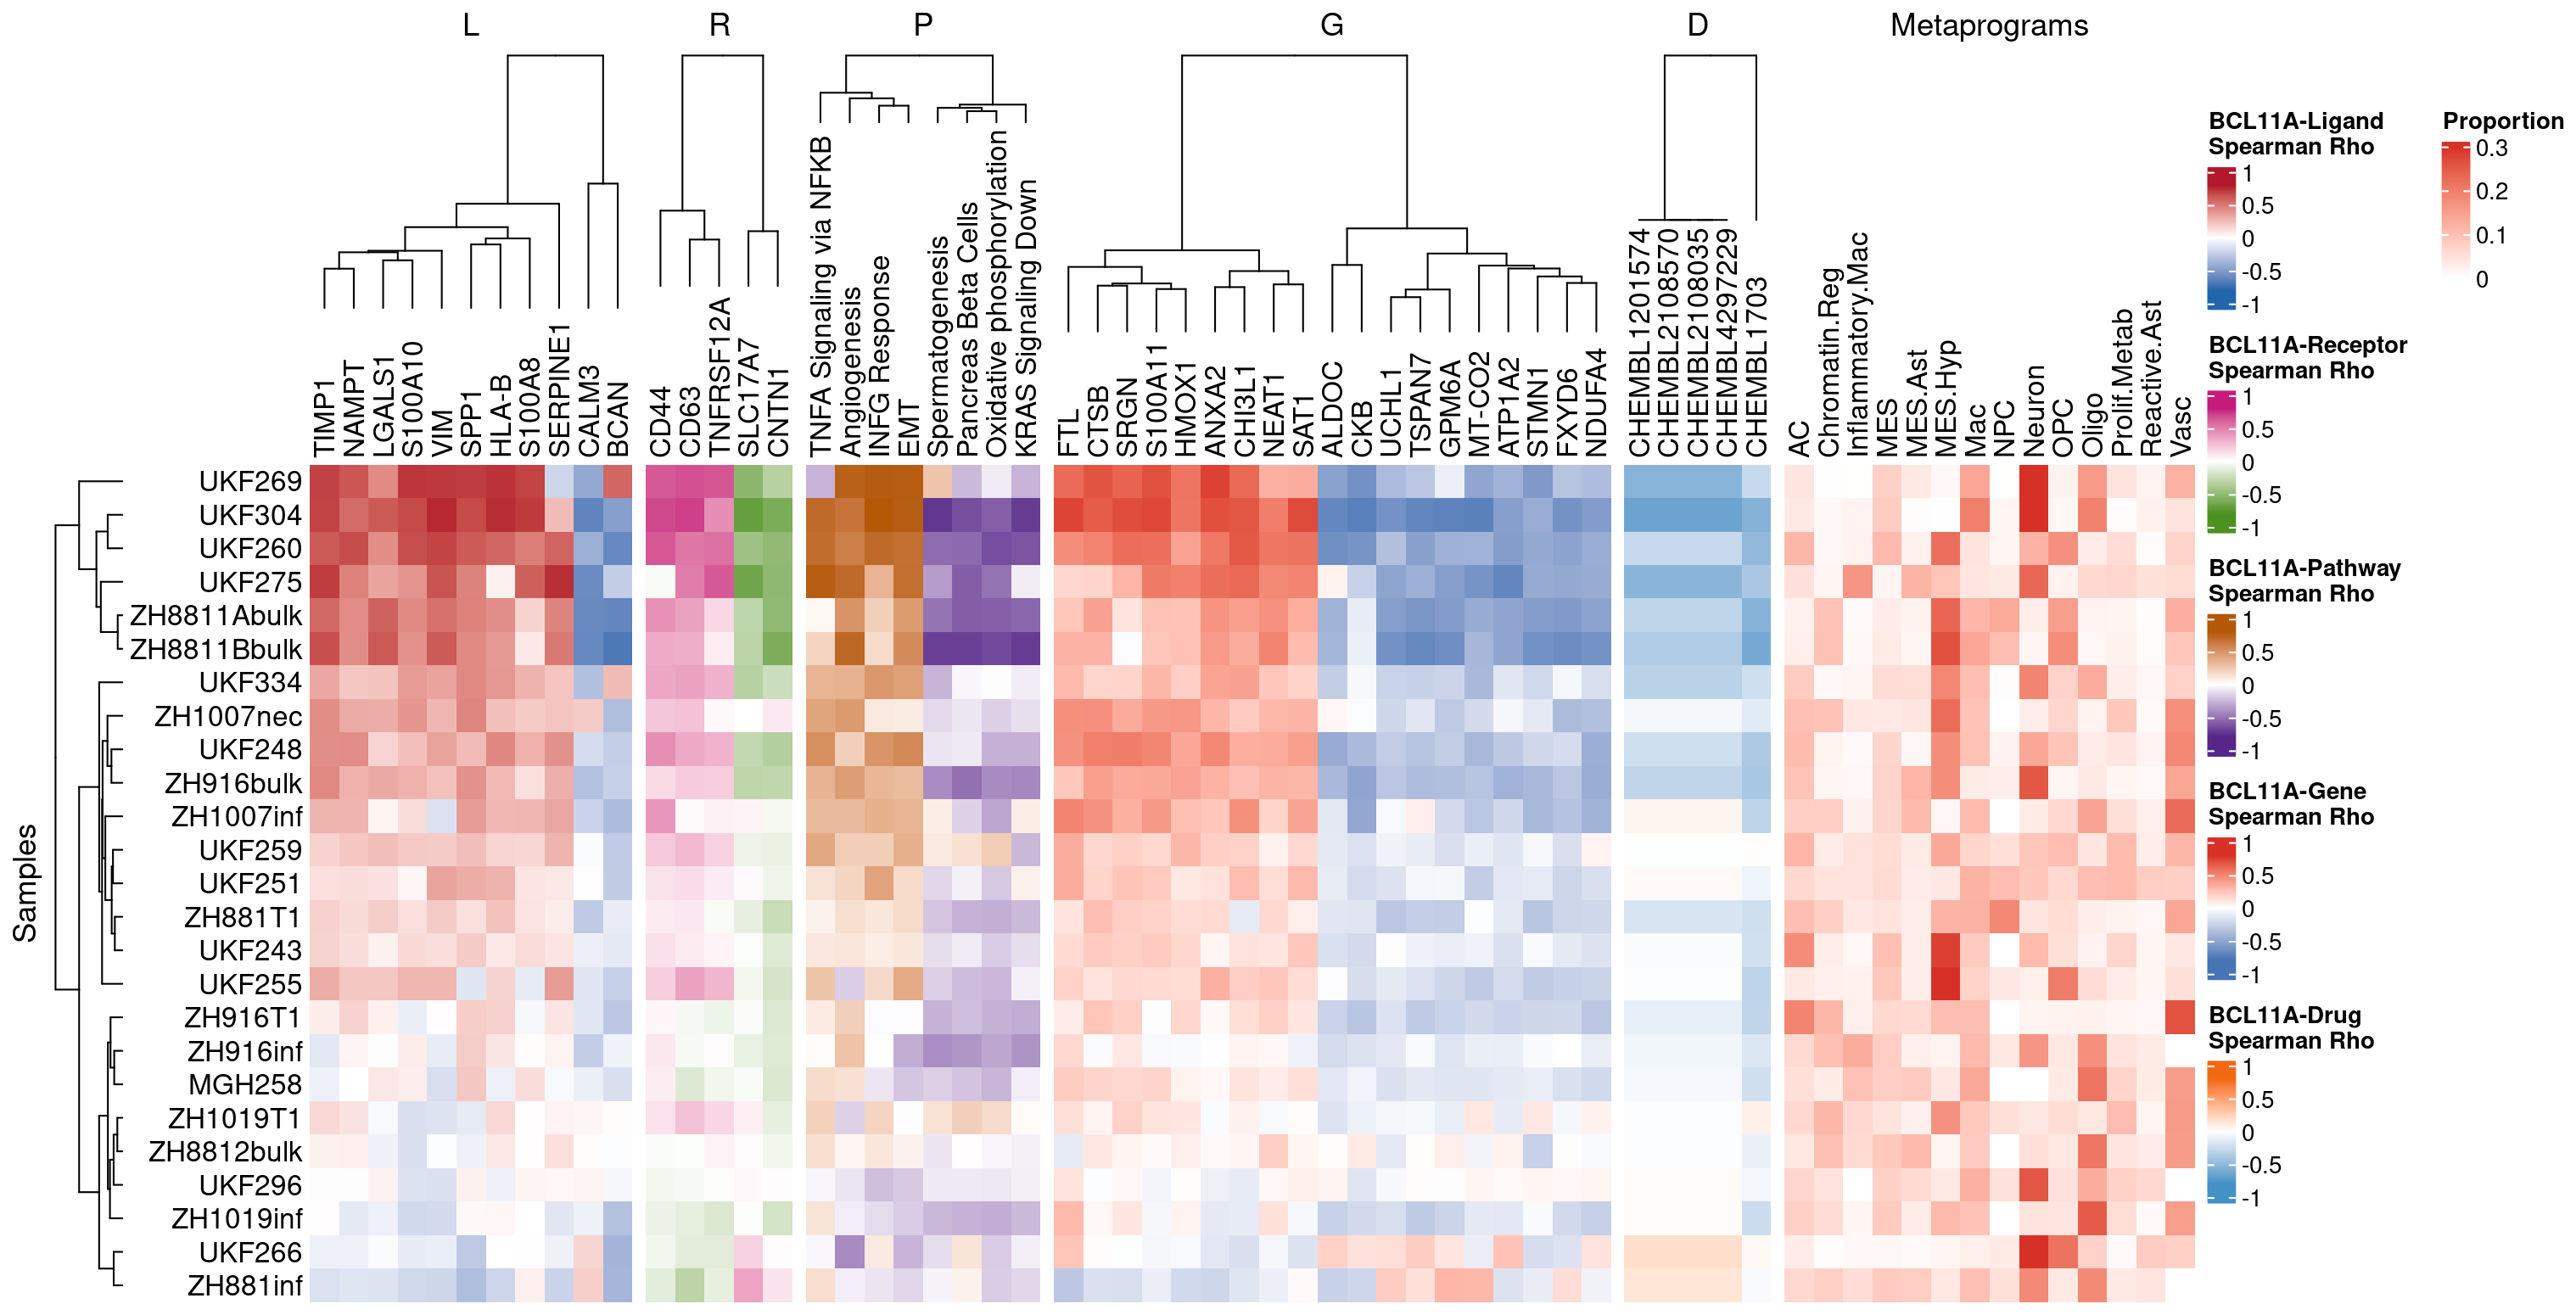 L R P G D Metaprograms
TIMP1
NAMPT
LGALS1
S100A10
VIM
SPP1
HLA-B
S100A8
SERPINE1
CALM3
BCAN
CD44
CD63
TNFRSF12A
SLC17A7
CNTN1
TNFA Signaling via NFKB
Angiogenesis
INFG Response
EMT
Spermatogenesis
Pancreas Beta Cells
Oxidative phosphorylation
KRAS Signaling Down
FTL
CTSB
SRGN
S100A11
HMOX1
ANXA2
CHI3L1
NEAT1
SAT1
ALDOC
CKB
UCHL1
TSPAN7
GPM6A
MT-CO2
ATP1A2
STMN1
FXYD6
NDUFA4
CHEMBL1201574
CHEMBL2108570
CHEMBL2108035
CHEMBL4297229
CHEMBL1703
AC
Chromatin.Reg
Inflammatory.Mac
MES
MES.Ast
MES.Hyp
Mac
NPC
Neuron
OPC
Oligo
Prolif.Metab
Reactive.Ast
Vasc
Samples
UKF269
UKF304
UKF260
UKF275
ZH8811Abulk
ZH8811Bbulk
UKF334
ZH1007nec
UKF248
ZH916bulk
ZH1007inf
UKF259
UKF251
ZH881T1
UKF243
UKF255
ZH916T1
ZH916inf
MGH258
ZH1019T1
ZH8812bulk
UKF296
ZH1019inf
UKF266
ZH881inf
BCL11A-Ligand
Spearman Rho
1
0.5
0
-0.5
-1
BCL11A-Receptor
Spearman Rho
1
0.5
0
-0.5
-1
BCL11A-Pathway
Spearman Rho
1
0.5
0
-0.5
-1
BCL11A-Gene
Spearman Rho
1
0.5
0
-0.5
-1
BCL11A-Drug
Spearman Rho
1
0.5
0
-0.5
-1
Proportion
0.3
0.2
0.1
0